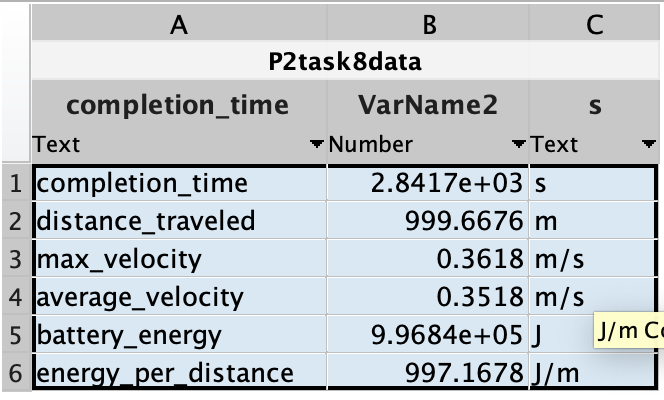 A B C
P2task8data
completion_time VarName2 s
Text Number Text
1 completion_time 2.8417e+03 s
2 distance_traveled 999.6676 m
3 max_velocity 0.3618 m/s
4 average_velocity 0.3518 m/s
5 battery_energy 9.9684e+05 J J/m
6 energy_per_distance 997.1678 J/m